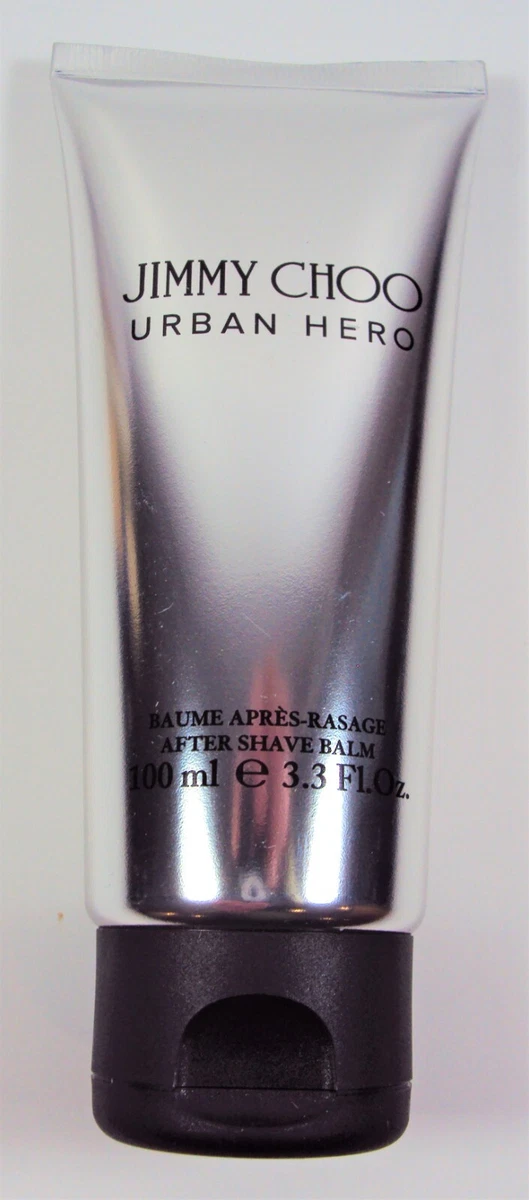 JIMMY CHOO
URBAN HERO
BAUME APRÈS-RASAGE
AFTER SHAVE BALM
100 ml ℮ 3.3 Fl.Oz.